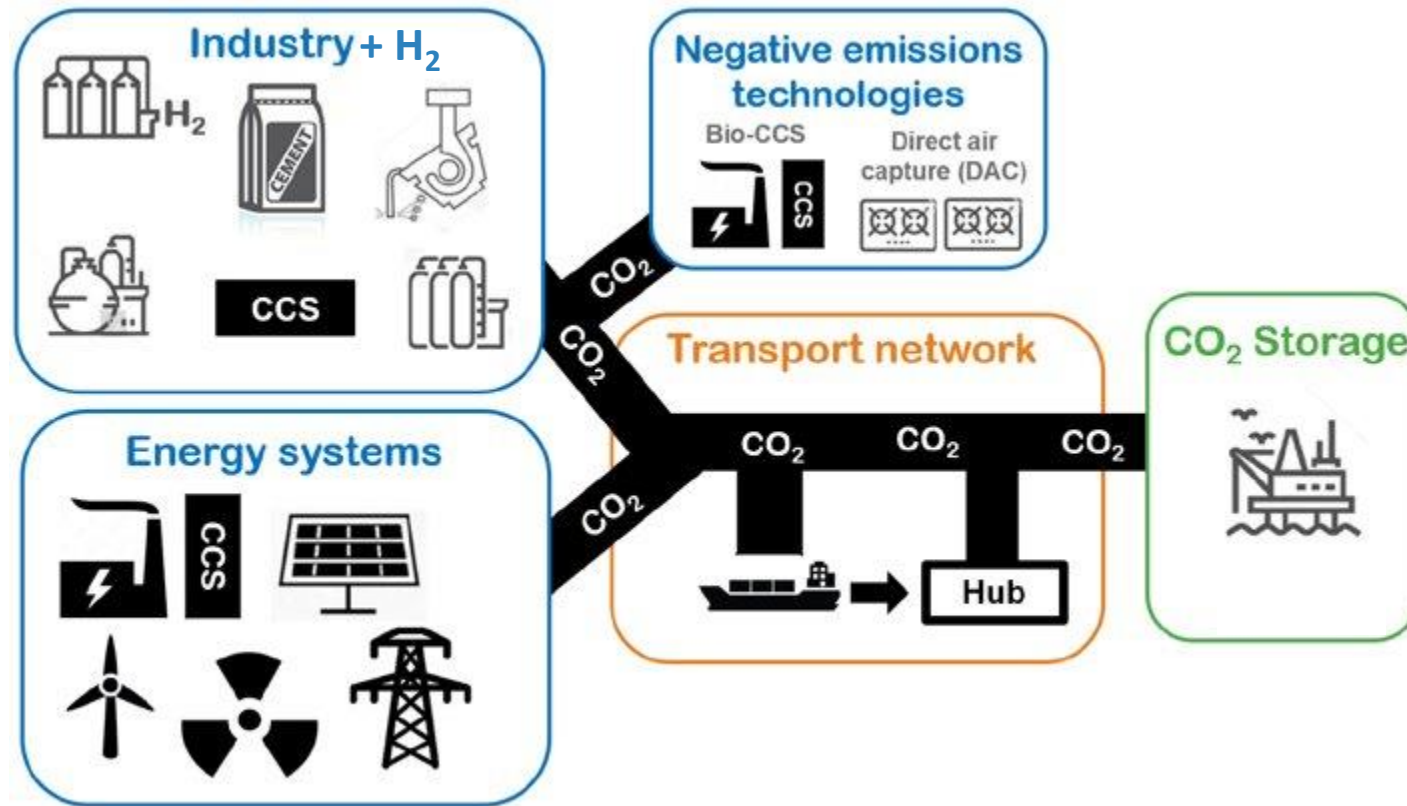 Industry + H₂
H₂
CEMENT
CCS
Negative emissions
technologies
Bio-CCS
CCS
Direct air
capture (DAC)
CO₂
CO₂
Transport network
CO₂ Storage
CO₂
CO₂
CO₂
Hub
Energy systems
CCS
CO₂